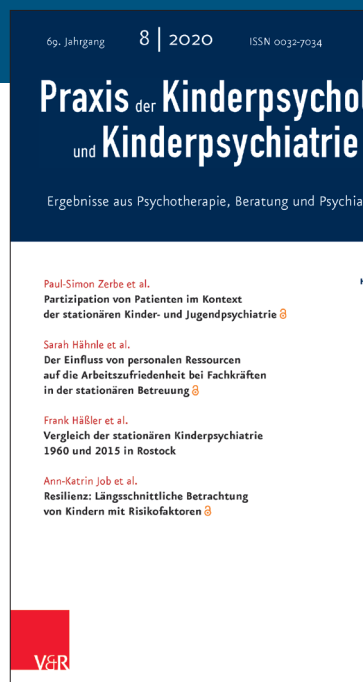 69. Jahrgang 8 | 2020 ISSN 0032-7034
Praxis der Kinderpsycho
und Kinderpsychiatrie
Ergebnisse aus Psychotherapie, Beratung und Psychia
Paul-Simon Zerbe et al.
Partizipation von Patienten im Kontext
der stationären Kinder- und Jugendpsychiatrie
Sarah Hähnle et al.
Der Einfluss von personalen Ressourcen
auf die Arbeitszufriedenheit bei Fachkräften
in der stationären Betreuung
Frank Häßler et al.
Vergleich der stationären Kinderpsychiatrie
1960 und 2015 in Rostock
Ann-Katrin Job et al.
Resilienz: Längsschnittliche Betrachtung
von Kindern mit Risikofaktoren
V&R